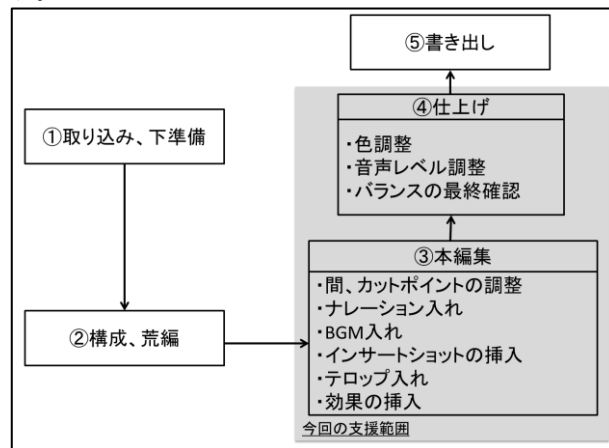 ①取り込み、下準備
②構成、荒編
③本編集
・間、カットポイントの調整
・ナレーション入れ
・BGM入れ
・インサートショットの挿入
・テロップ入れ
・効果の挿入
今回の支援範囲
④仕上げ
・色調整
・音声レベル調整
・バランスの最終確認
⑤書き出し